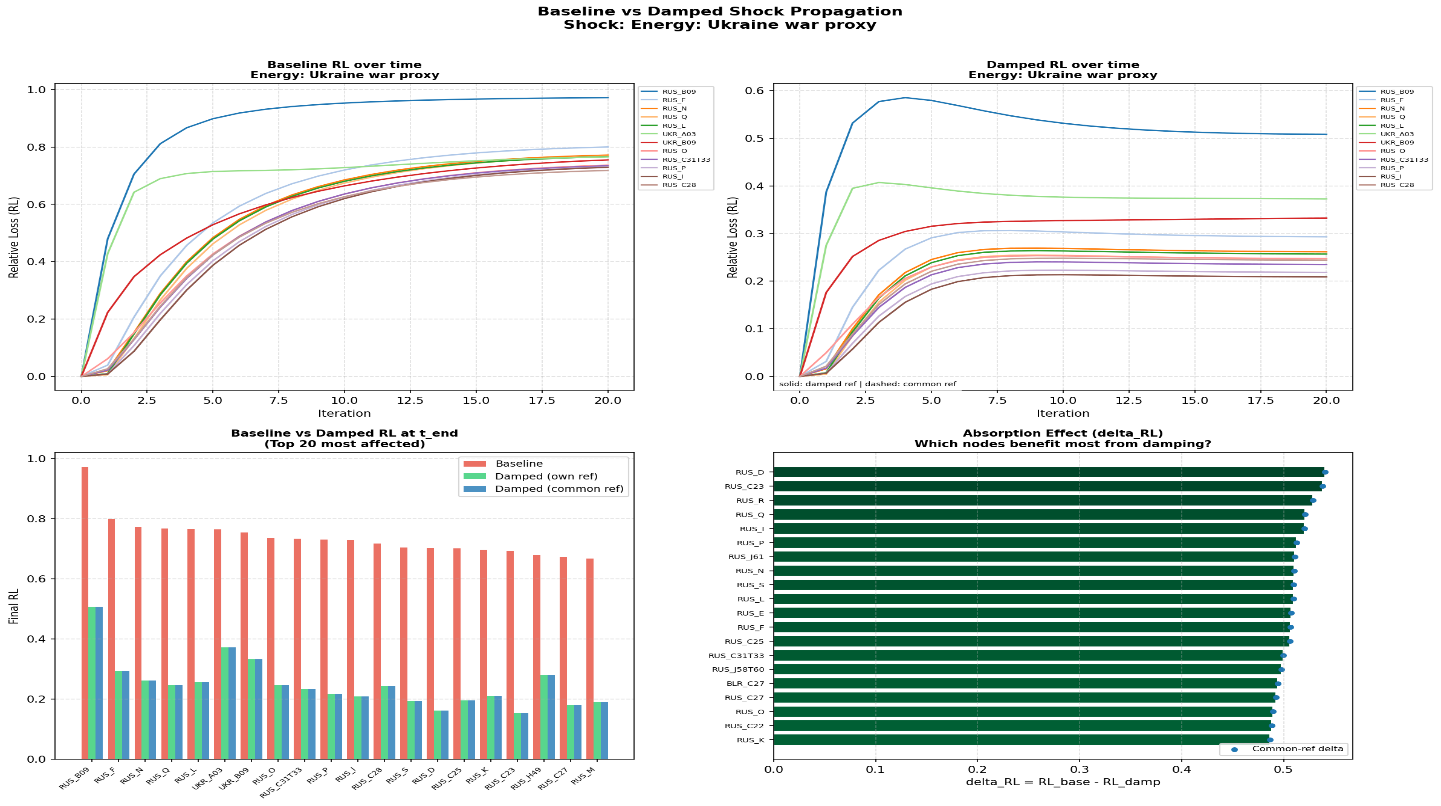 Baseline vs Damped Shock Propagation
Shock: Energy: Ukraine war proxy
Baseline RL over time
Energy: Ukraine war proxy
Relative Loss (RL)
1.0
0.8
0.6
0.4
0.2
0.0
0.0 2.5 5.0 7.5 10.0 12.5 15.0 17.5 20.0
Iteration
RUS_B09
RUS_F
RUS_N
RUS_Q
RUS_L
UKR_A03
UKR_B09
RUS_O
RUS_C31T33
RUS_P
RUS_I
RUS_C28
Damped RL over time
Energy: Ukraine war proxy
Relative Loss (RL)
0.6
0.5
0.4
0.3
0.2
0.1
0.0
solid: damped ref | dashed: common ref
0.0 2.5 5.0 7.5 10.0 12.5 15.0 17.5 20.0
Iteration
RUS_B09
RUS_F
RUS_N
RUS_Q
RUS_L
UKR_A03
UKR_B09
RUS_O
RUS_C31T33
RUS_P
RUS_I
RUS_C28
Baseline vs Damped RL at t_end
(Top 20 most affected)
Final RL
1.0
0.8
0.6
0.4
0.2
0.0
Baseline
Damped (own ref)
Damped (common ref)
RUS_B09
RUS_F
RUS_N
RUS_Q
RUS_L
UKR_A03
UKR_B09
RUS_O
RUS_C31T33
RUS_P
RUS_I
RUS_C28
RUS_S
RUS_D
RUS_C25
RUS_K
RUS_C23
RUS_H49
RUS_C27
RUS_M
Absorption Effect (delta_RL)
Which nodes benefit most from damping?
RUS_D
RUS_C23
RUS_R
RUS_Q
RUS_I
RUS_P
RUS_J61
RUS_N
RUS_S
RUS_L
RUS_E
RUS_F
RUS_C25
RUS_C31T33
RUS_J58T60
BLR_C27
RUS_C27
RUS_O
RUS_C22
RUS_K
Common-ref delta
0.0 0.1 0.2 0.3 0.4 0.5
delta_RL = RL_base - RL_damp